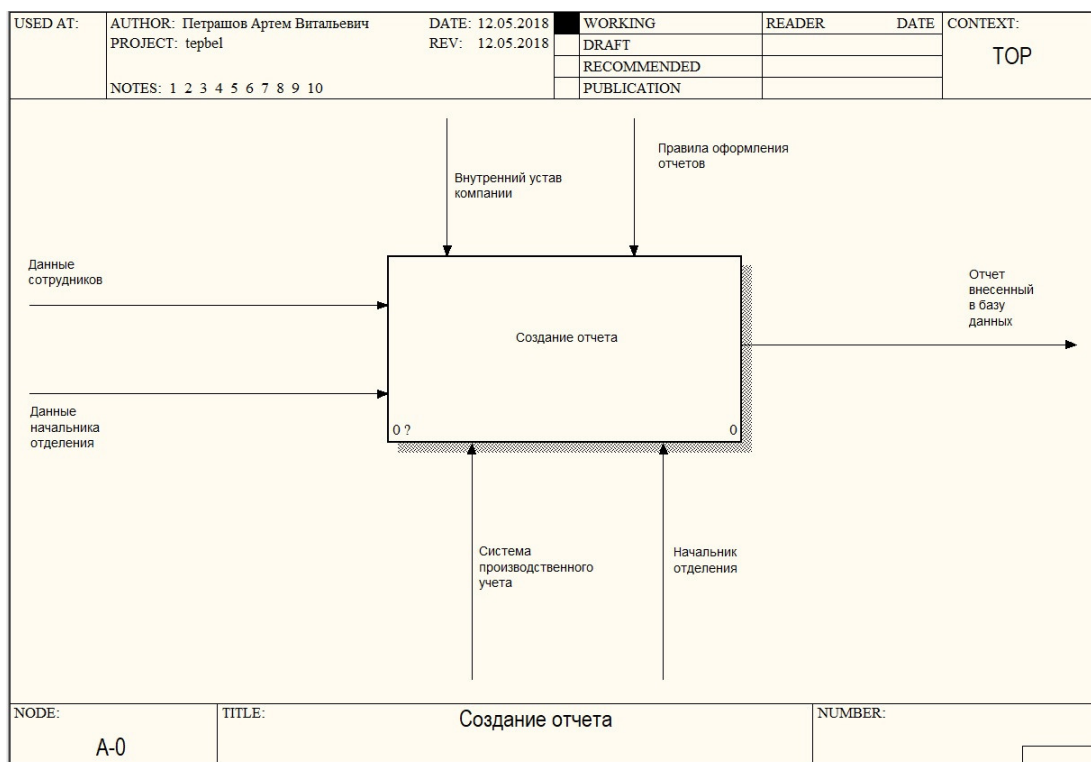 USED AT:
AUTHOR: Петрашов Артем Витальевич
DATE: 12.05.2018
WORKING
READER
DATE
CONTEXT:
PROJECT: tepbel
REV: 12.05.2018
DRAFT
TOP
RECOMMENDED
NOTES: 1 2 3 4 5 6 7 8 9 10
PUBLICATION
Правила оформления
отчетов
Внутренний устав
компании
Данные
сотрудников
Отчет
внесенный
в базу
данных
Создание отчета
Данные
начальника
отделения
0 ?
0
Система
производственного
учета
Начальник
отделения
NODE:
TITLE:
Создание отчета
NUMBER:
A-0